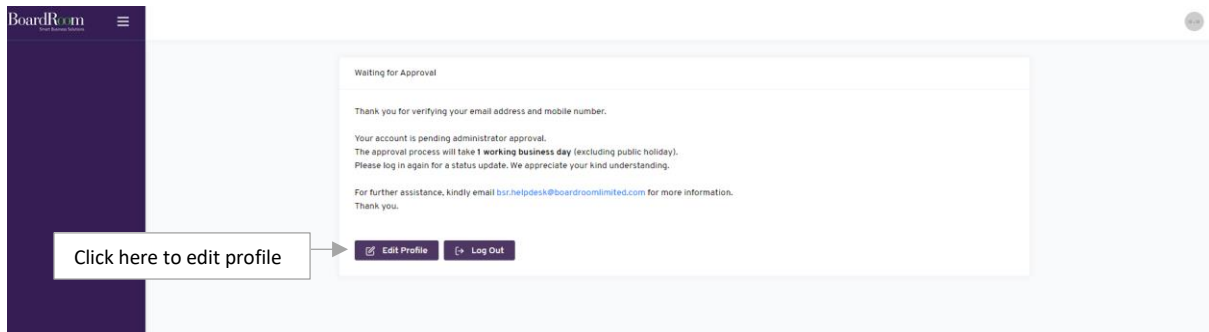 BoardRoom
Smart Business Solutions
Waiting for Approval
Thank you for verifying your email address and mobile number.
Your account is pending administrator approval.
The approval process will take 1 working business day (excluding public holiday).
Please log in again for a status update. We appreciate your kind understanding.
For further assistance, kindly email bsr.helpdesk@boardroomlimited.com for more information.
Thank you.
Click here to edit profile
Edit Profile
Log Out